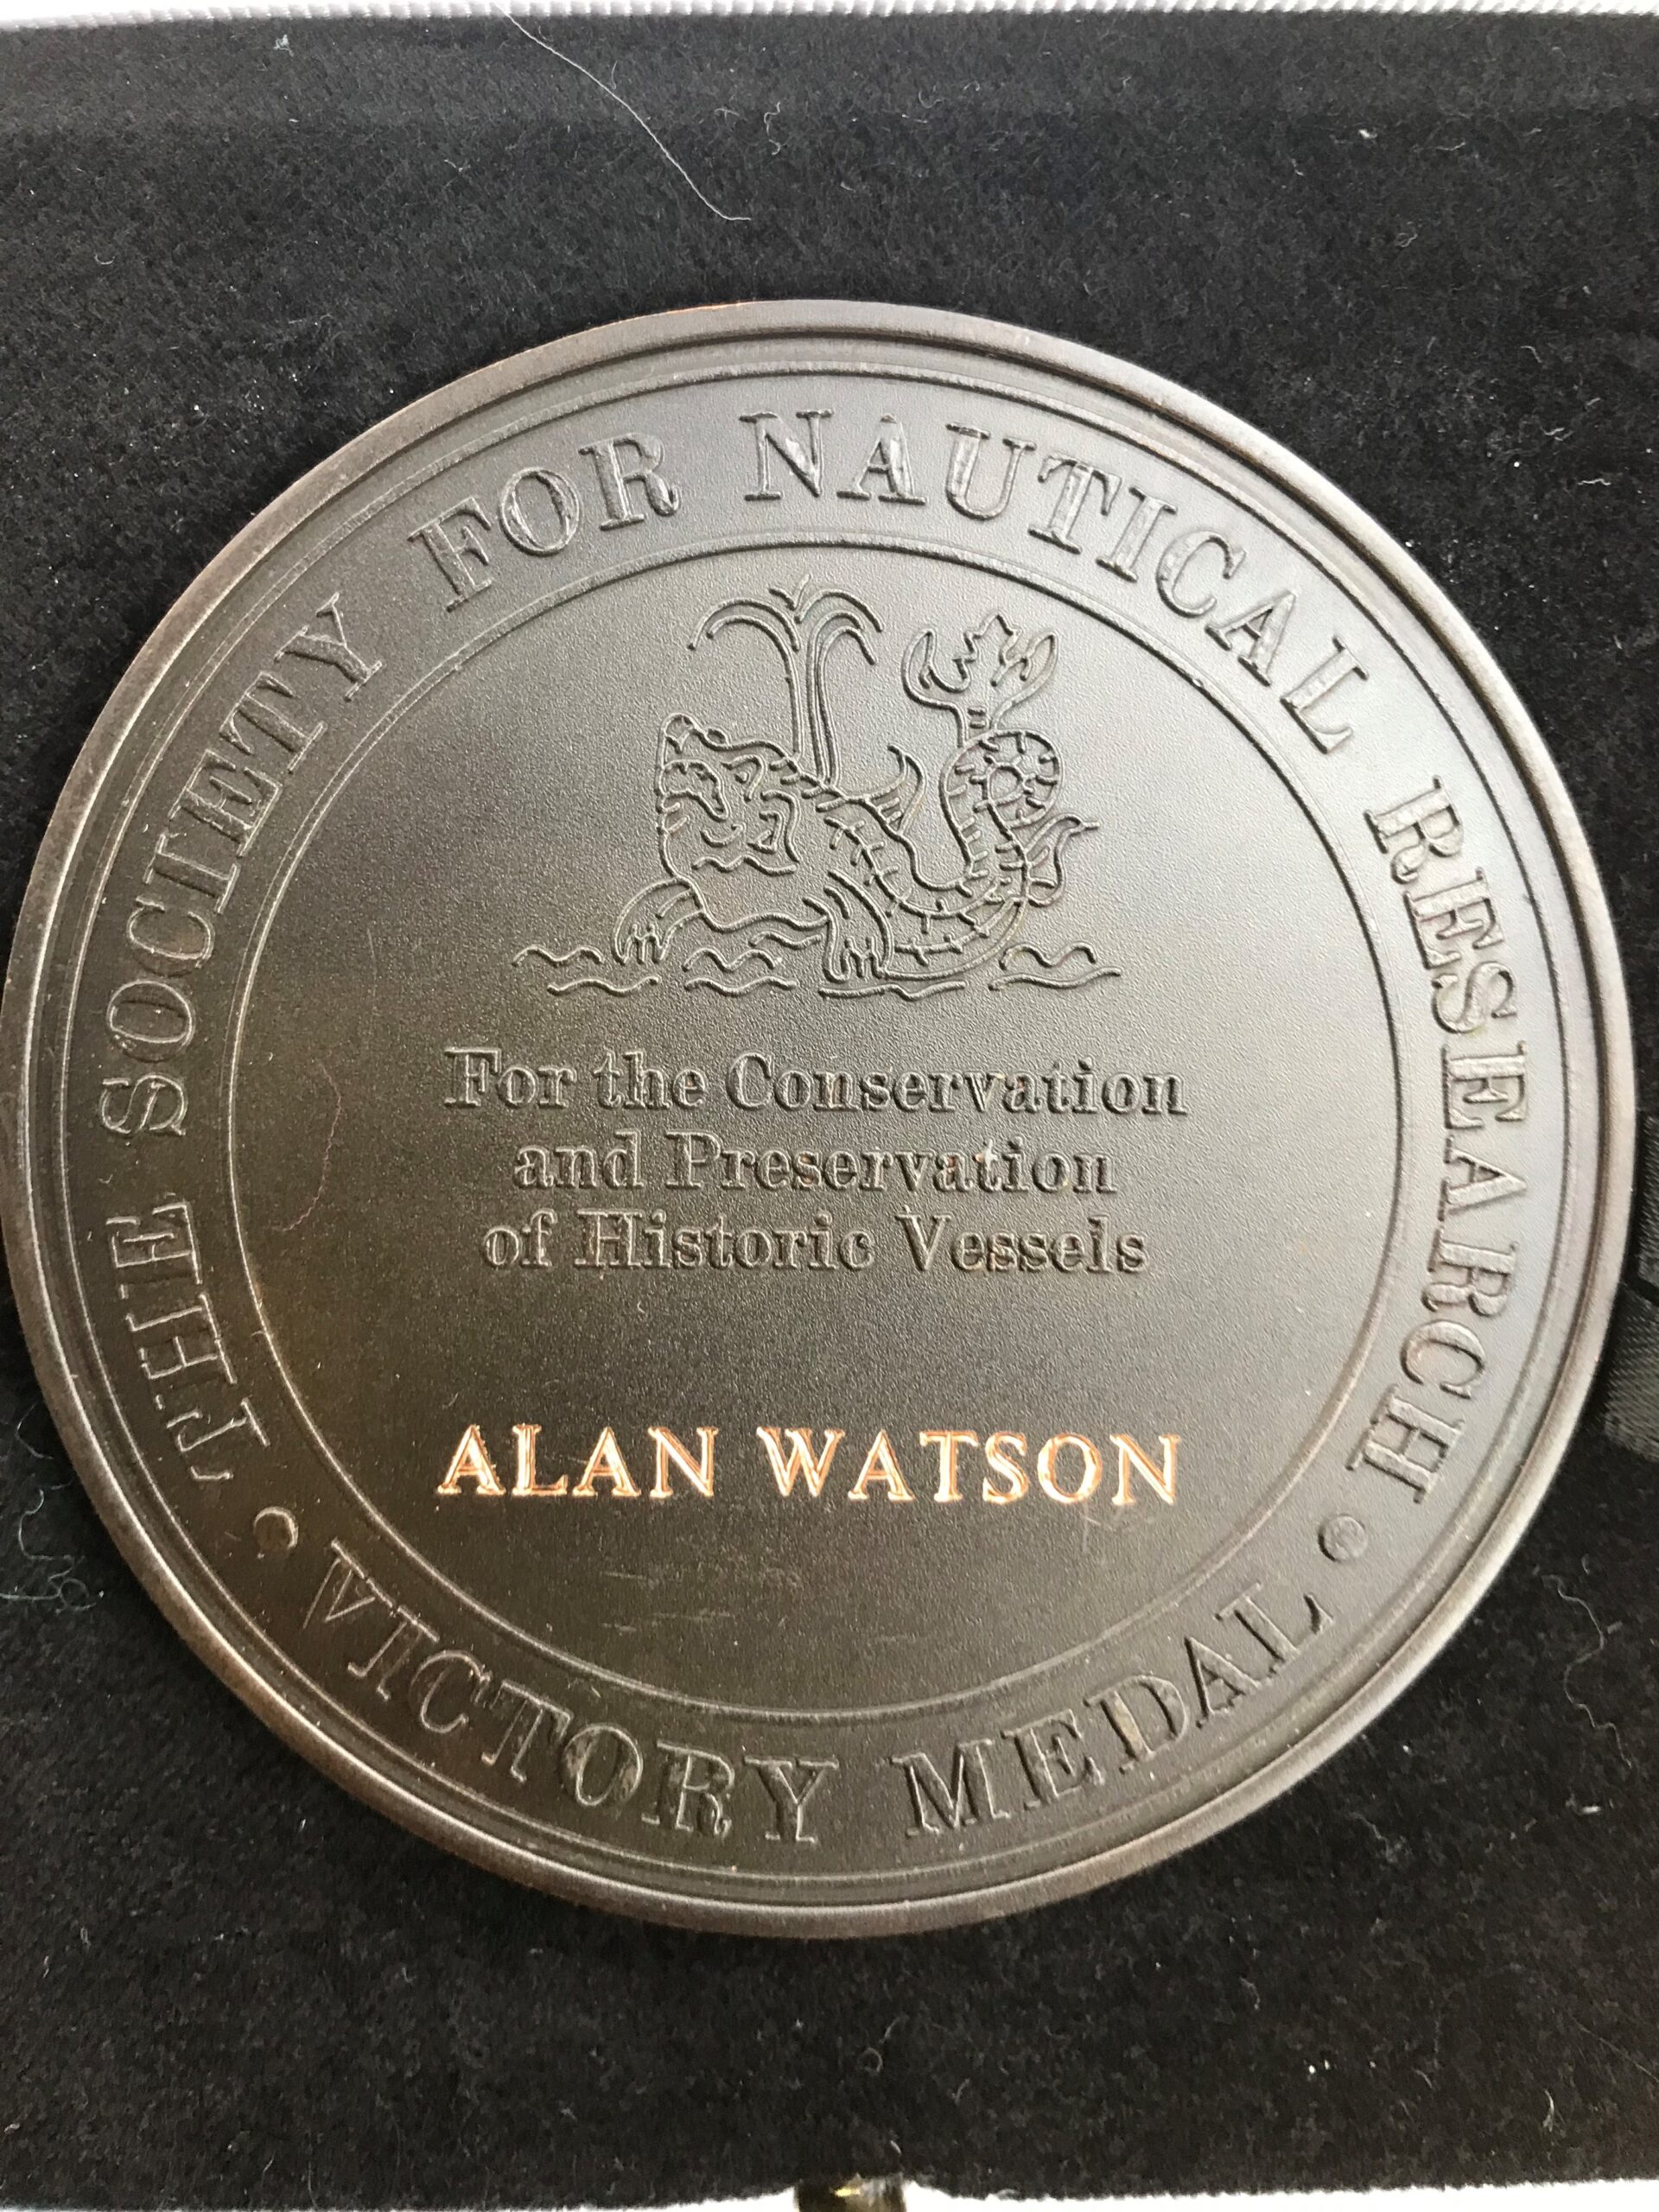 THE SOCIETY FOR NAUTICAL RESEARCH
For the Conservation
and Preservation
of Historic Vessels
ALAN WATSON
VICTORY MEDAL